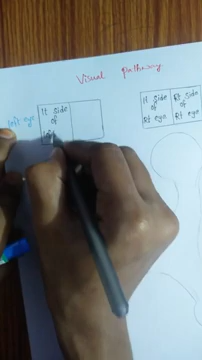 Visual Pathway
left eye
lt side
of
lt side
of
Rt eye
Rt side
of
Rt eye